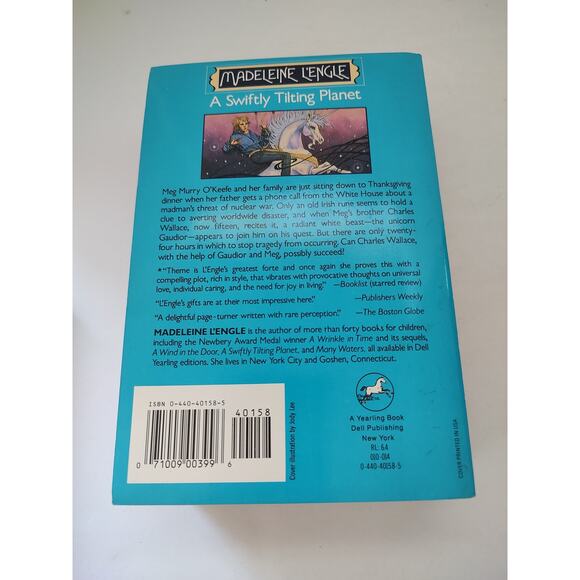 MADELEINE L'ENGLE
A Swiftly Tilting Planet
Meg Murry O'Keefe and her family are just sitting down to Thanksgiving
dinner when her father gets a phone call from the White House about a
madman's threat of nuclear war. Only an old Irish rune seems to hold a
clue to averting worldwide disaster, and when Meg's brother Charles
Wallace, now fifteen, recites it, a radiant white beast—the unicorn
Gaudior—appears to join him on his quest. But there are only twenty-
four hours in which to stop tragedy from occurring. Can Charles Wallace,
with the help of Gaudior and Meg, possibly succeed?
*"Theme is L'Engle's greatest forte and once again she proves this with a
compelling plot, rich in style, that vibrates with provocative thoughts on universal
love, individual caring, and the need for joy in living." —Booklist (starred review)
"L'Engle's gifts are at their most impressive here." —Publishers Weekly
"A delightful page-turner written with rare perception." —The Boston Globe
MADELEINE L'ENGLE is the author of more than forty books for children,
including the Newbery Award Medal winner A Wrinkle in Time and its sequels,
A Wind in the Door, A Swiftly Tilting Planet, and Many Waters, all available in Dell
Yearling editions. She lives in New York City and Goshen, Connecticut.
ISBN 0-440-40158-5
40158
0 71009 00399 6
Cover illustration by Jody Lee
A Yearling Book
Dell Publishing
New York
RL: 6.4
010-014
0-440-40158-5
COVER PRINTED IN USA